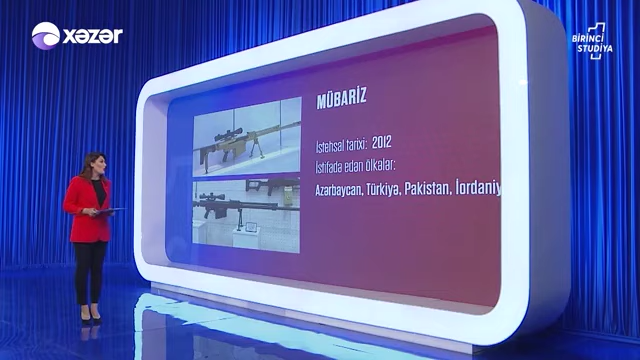 xəzər
BİRİNCİ
STUDİYA
MÜBARİZ
İstehsal tarixi: 2012
İstifadə edən ölkələr:
Azərbaycan, Türkiyə, Pakistan, İordaniy